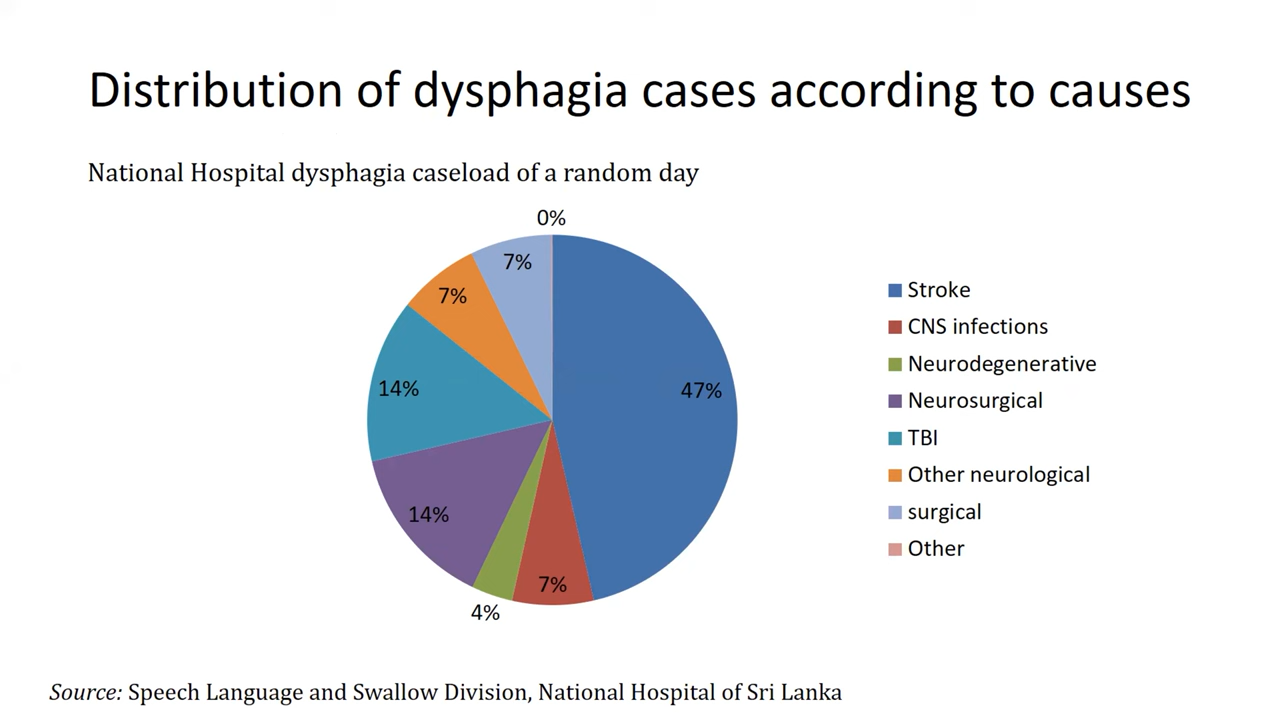 Distribution of dysphagia cases according to causes
National Hospital dysphagia caseload of a random day
0%
7%
7%
14%
47%
14%
7%
4%
Stroke
CNS infections
Neurodegenerative
Neurosurgical
TBI
Other neurological
surgical
Other
Source: Speech Language and Swallow Division, National Hospital of Sri Lanka